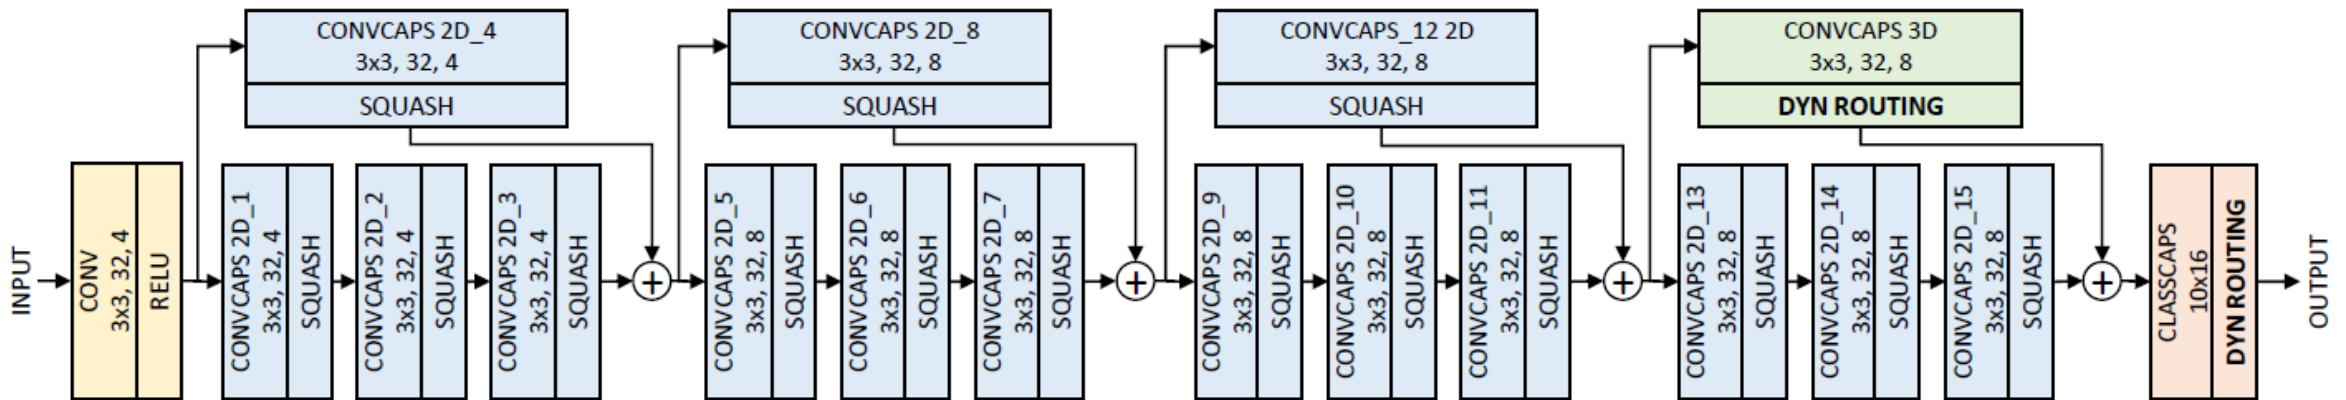 INPUT
CONV
3x3, 32, 4
RELU
CONVCAPS 2D_4
3x3, 32, 4
SQUASH
CONVCAPS 2D_1
3x3, 32, 4
SQUASH
CONVCAPS 2D_2
3x3, 32, 4
SQUASH
CONVCAPS 2D_3
3x3, 32, 4
SQUASH
+
CONVCAPS 2D_8
3x3, 32, 8
SQUASH
CONVCAPS 2D_5
3x3, 32, 8
SQUASH
CONVCAPS 2D_6
3x3, 32, 8
SQUASH
CONVCAPS 2D_7
3x3, 32, 8
SQUASH
+
CONVCAPS_12 2D
3x3, 32, 8
SQUASH
CONVCAPS 2D_9
3x3, 32, 8
SQUASH
CONVCAPS 2D_10
3x3, 32, 8
SQUASH
CONVCAPS 2D_11
3x3, 32, 8
SQUASH
+
CONVCAPS 3D
3x3, 32, 8
DYN ROUTING
CONVCAPS 2D_13
3x3, 32, 8
SQUASH
CONVCAPS 2D_14
3x3, 32, 8
SQUASH
CONVCAPS 2D_15
3x3, 32, 8
SQUASH
+
CLASSCAPS
10x16
DYN ROUTING
OUTPUT